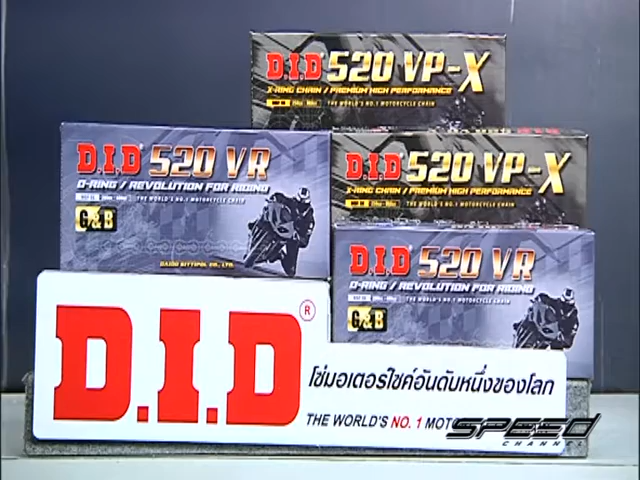 D.I.D 520 VP-X
X-RING CHAIN / PREMIUM HIGH PERFORMANCE
THE WORLD'S NO.1 MOTORCYCLE CHAIN
D.I.D 520 VR
O-RING / REVOLUTION FOR RIDING
THE WORLD'S NO.1 MOTORCYCLE CHAIN
G&B
DAIDO SITTIPOL CO., LTD.
D.I.D 520 VP-X
X-RING CHAIN / PREMIUM HIGH PERFORMANCE
THE WORLD'S NO.1 MOTORCYCLE CHAIN
D.I.D 520 VR
O-RING / REVOLUTION FOR RIDING
THE WORLD'S NO.1 MOTORCYCLE CHAIN
G&B
D.I.D®
โซ่มอเตอร์ไซค์อันดับหนึ่งของโลก
THE WORLD'S NO. 1 MOT
SPEED
CHANNEL